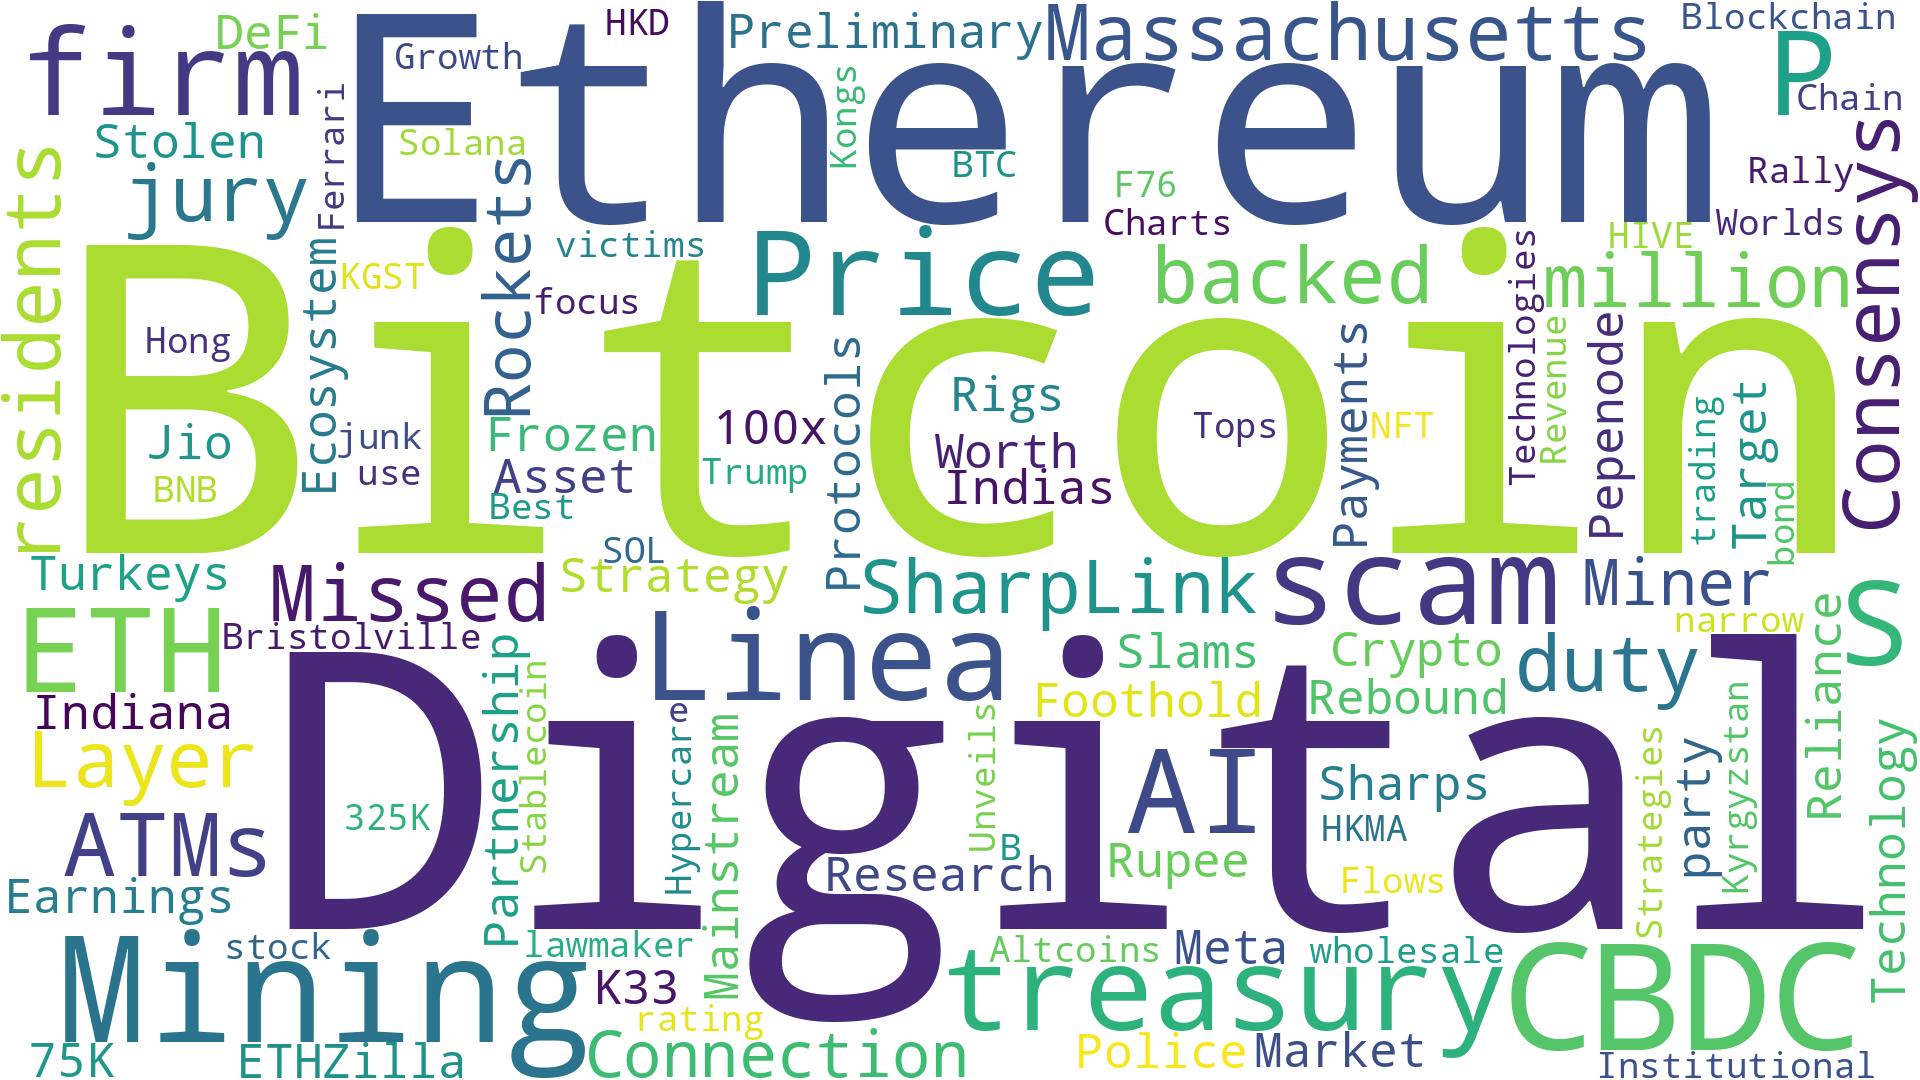 HKD
DeFi
Preliminary
Massachusetts
Blockchain
firm
Ethereum
Growth
P
Chain
Stolen
Solana
Kongs
BTC
F76
Charts
Rally
Worlds
jury
Ferrari
Rockets
residents
Consensys
Bitcoin
victims
Price
backed
HIVE
million
KGST
focus
Ecosystem
Technologies
Hong
Protocols
Payments
Revenue
Pepenode
Rigs
Jio
junk
Frozen
100x
Worth
Tops
NFT
trading
Target
BNB
use
Asset
Trump
Indias
Best
bond
SOL
Turkeys
Missed
Strategy
SharpLink
scam
Miner
narrow
ETH
Bristolville
Linea
Slams
Crypto
duty
S
Reliance
Indiana
Foothold
Rebound
Layer
Digital
Partnership
Stablecoin
Hypercare
Mainstream
Unveils
AI
Sharps
Strategies
party
Kyrgyzstan
Technology
325K
HKMA
ATMs
B
Research
Rupee
Flows
Earnings
Mining
stock
lawmaker
Altcoins
Meta
wholesale
CBDC
K33
treasury
rating
75K
ETHZilla
Connection
Police
Market
Institutional